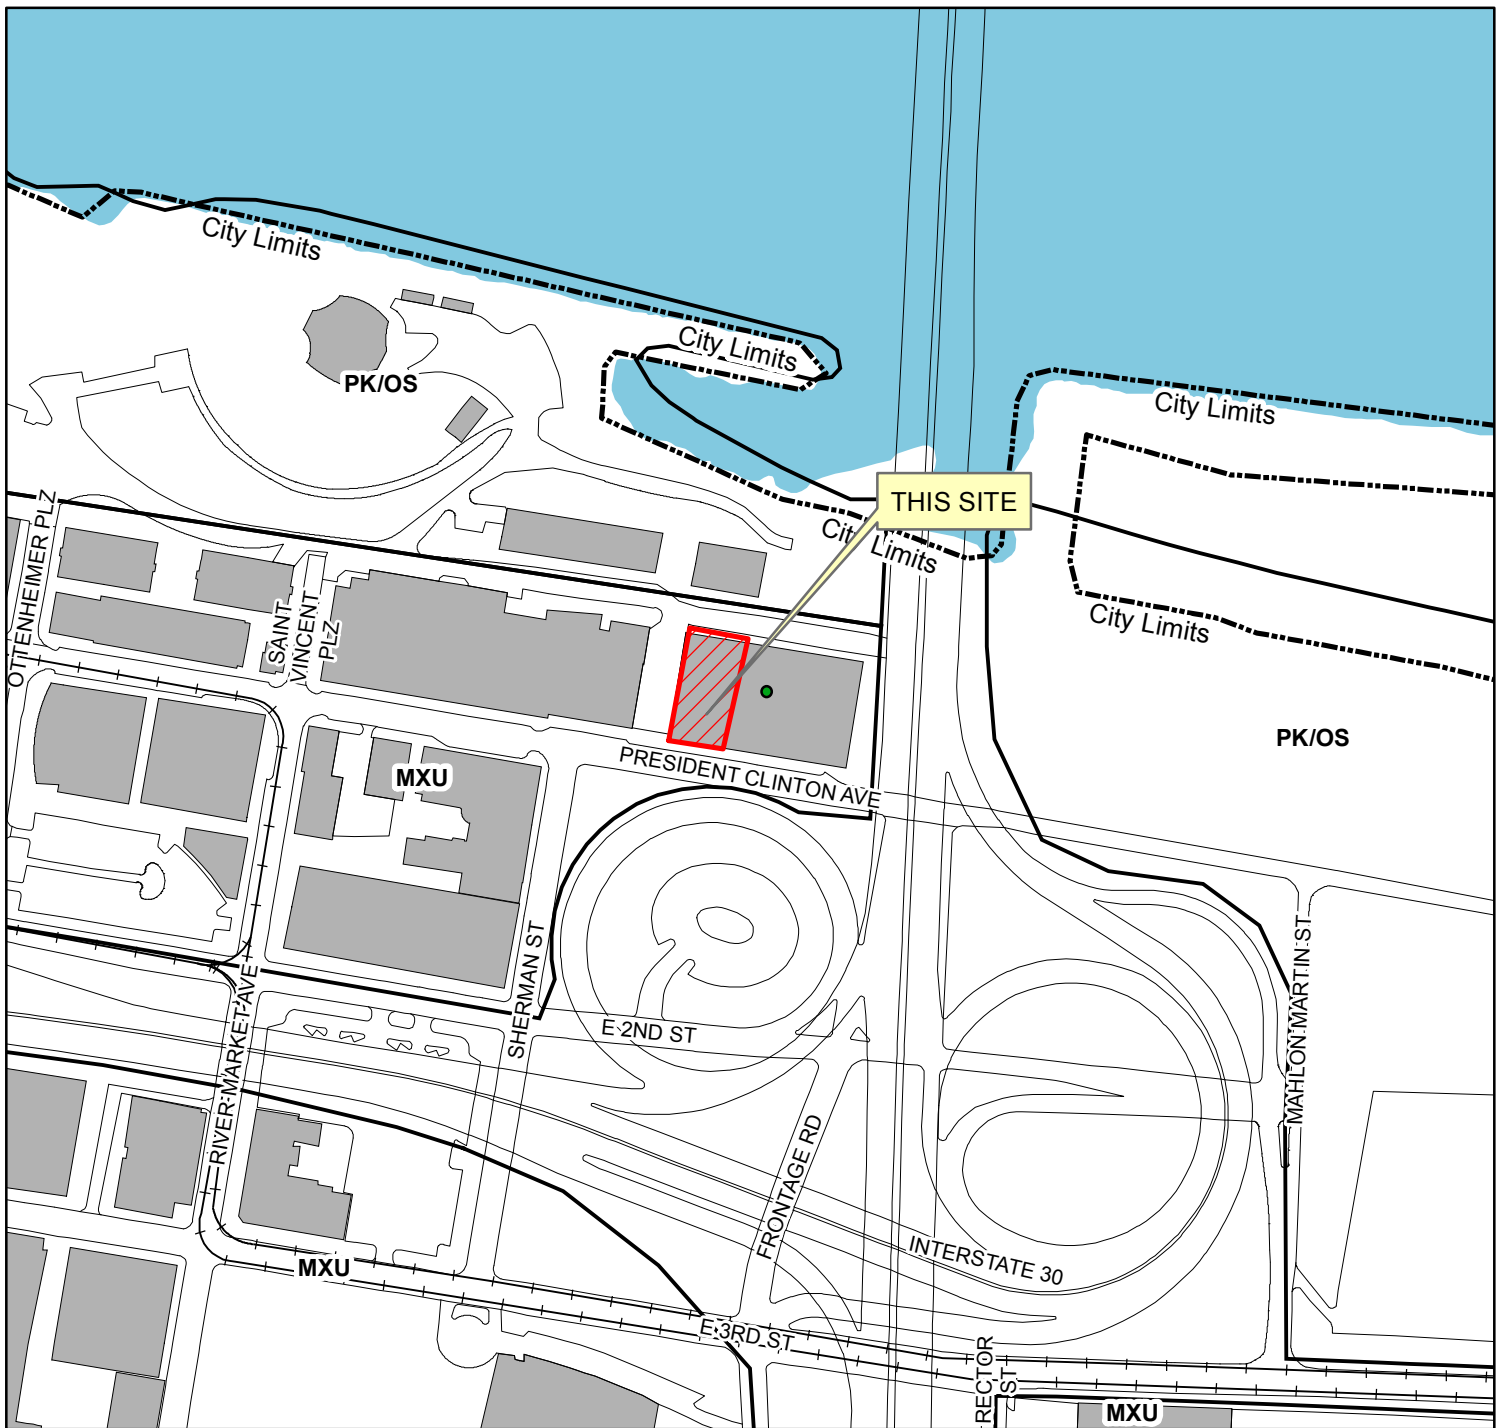 City Limits
City Limits
PK/OS
City Limits
THIS SITE
City Limits
City Limits
OTTENHEIMER PLZ
SAINT
VINCENT
PLZ
PK/OS
PRESIDENT CLINTON AVE
MXU
RIVER MARKET AVE
SHERMAN ST
E 2ND ST
MAHLON MARTIN ST
FRONTAGE RD
INTERSTATE 30
MXU
E 3RD ST
RECTOR
ST
MXU